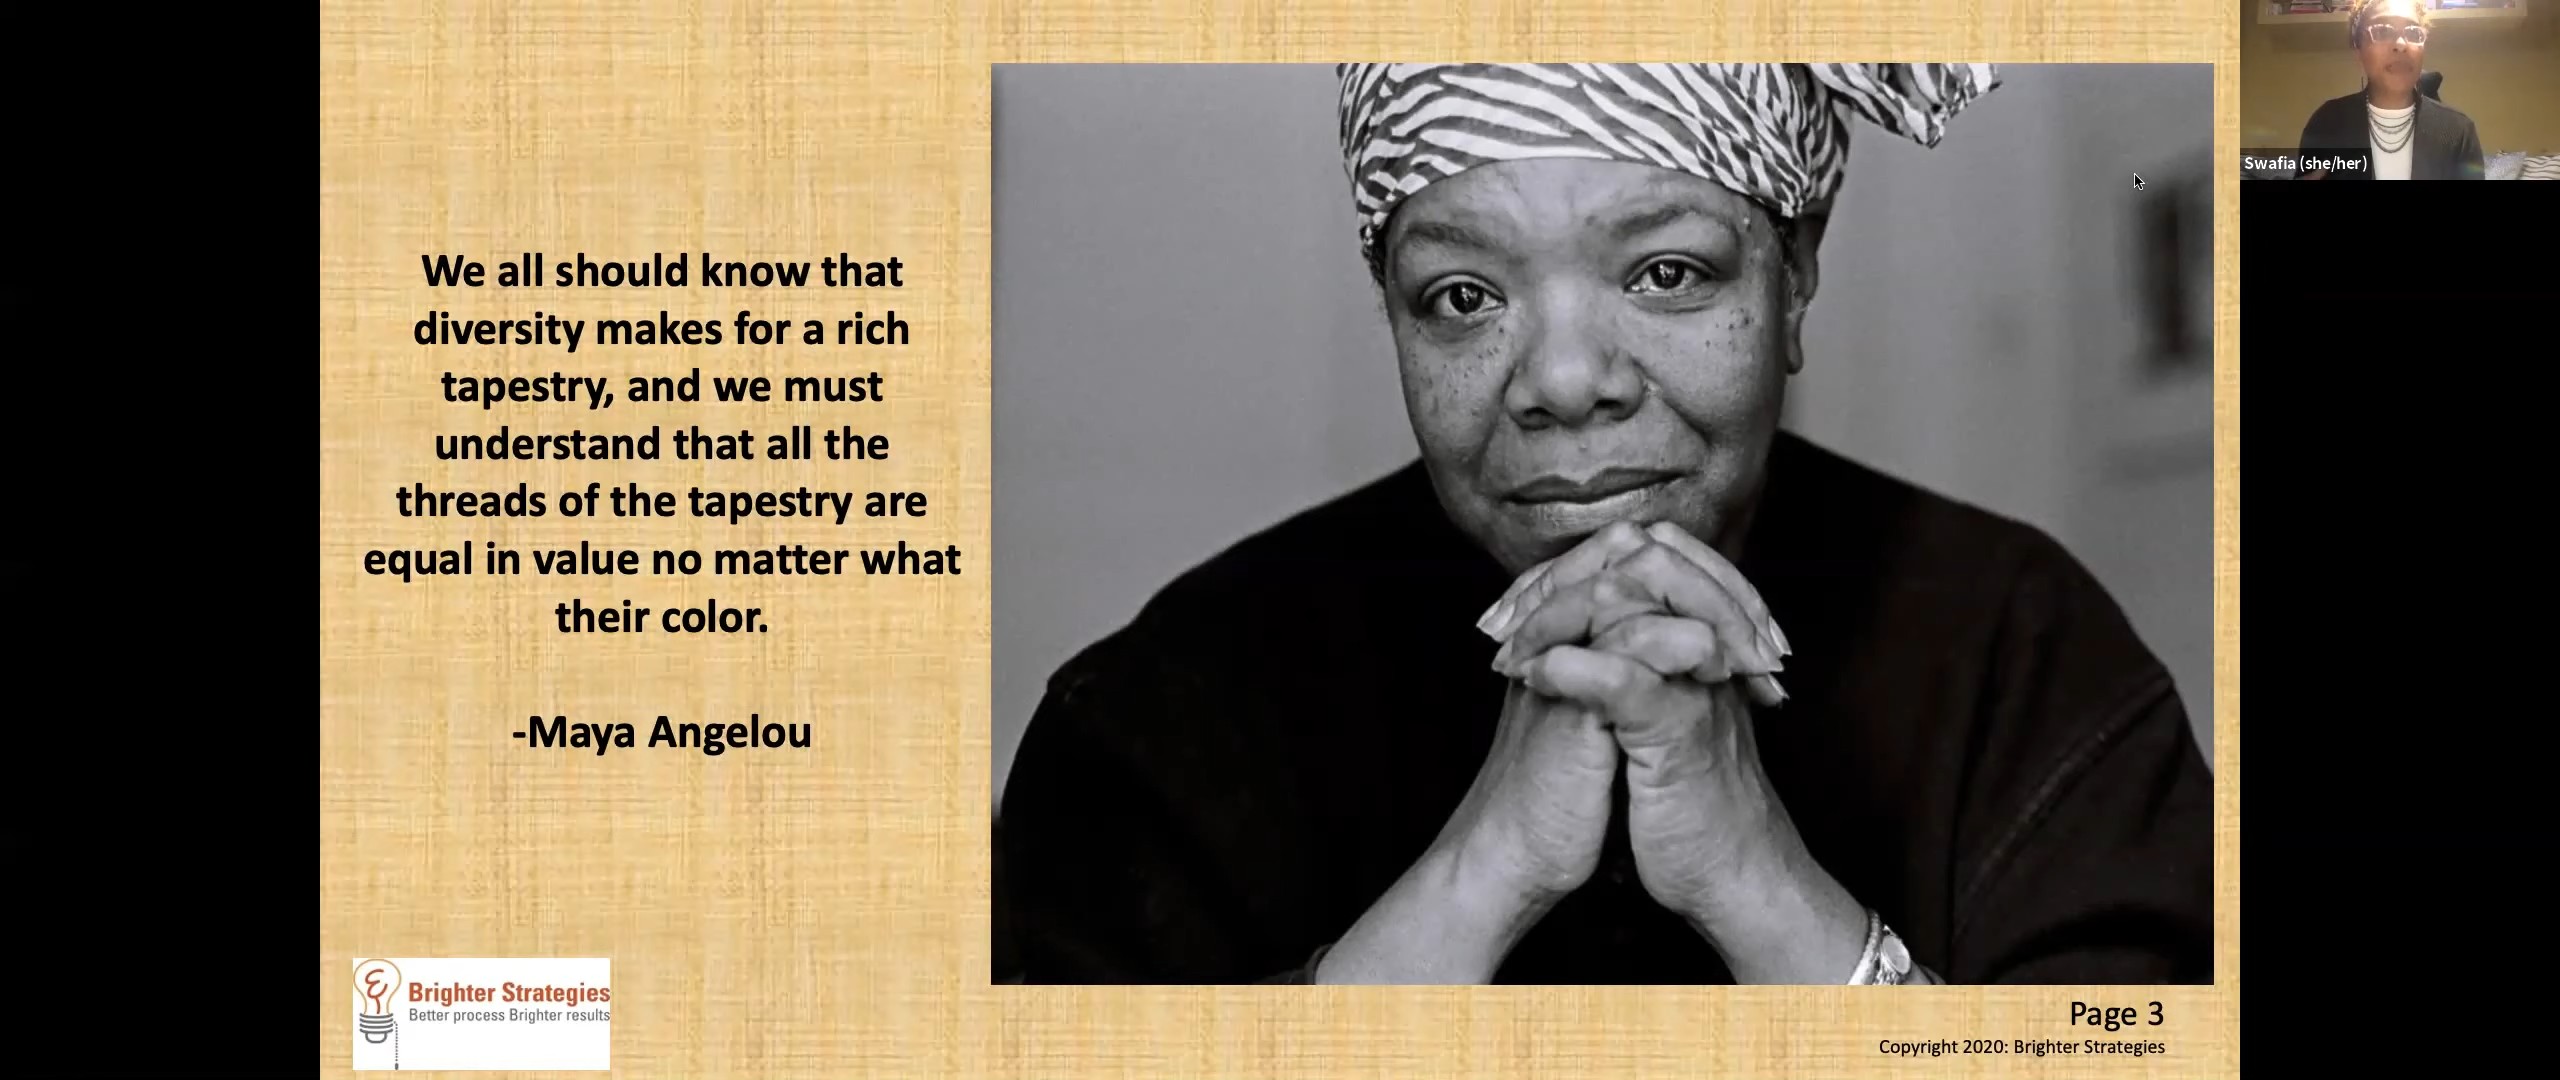 We all should know that
diversity makes for a rich
tapestry, and we must
understand that all the
threads of the tapestry are
equal in value no matter what
their color.
-Maya Angelou
Brighter Strategies
Better process Brighter results
Page 3
Copyright 2020: Brighter Strategies
Swafia (she/her)